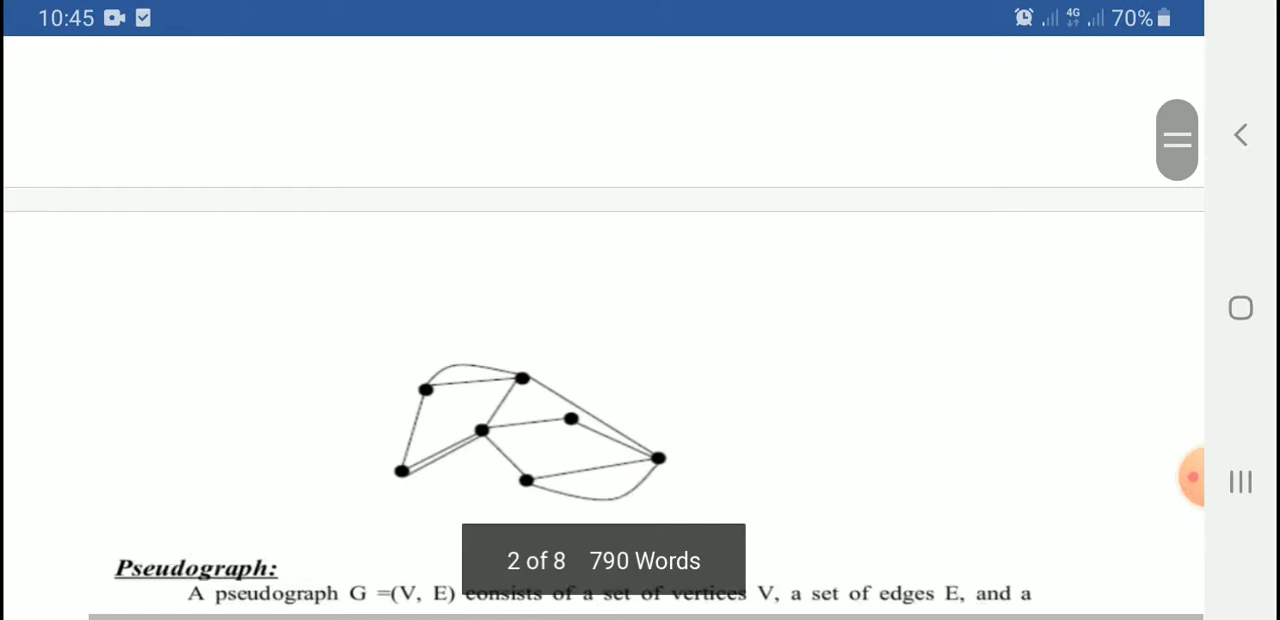 10:45 4G 70%
2 of 8 790 Words
Pseudograph:
A pseudograph G =(V, E) consists of a set of vertices V, a set of edges E, and a